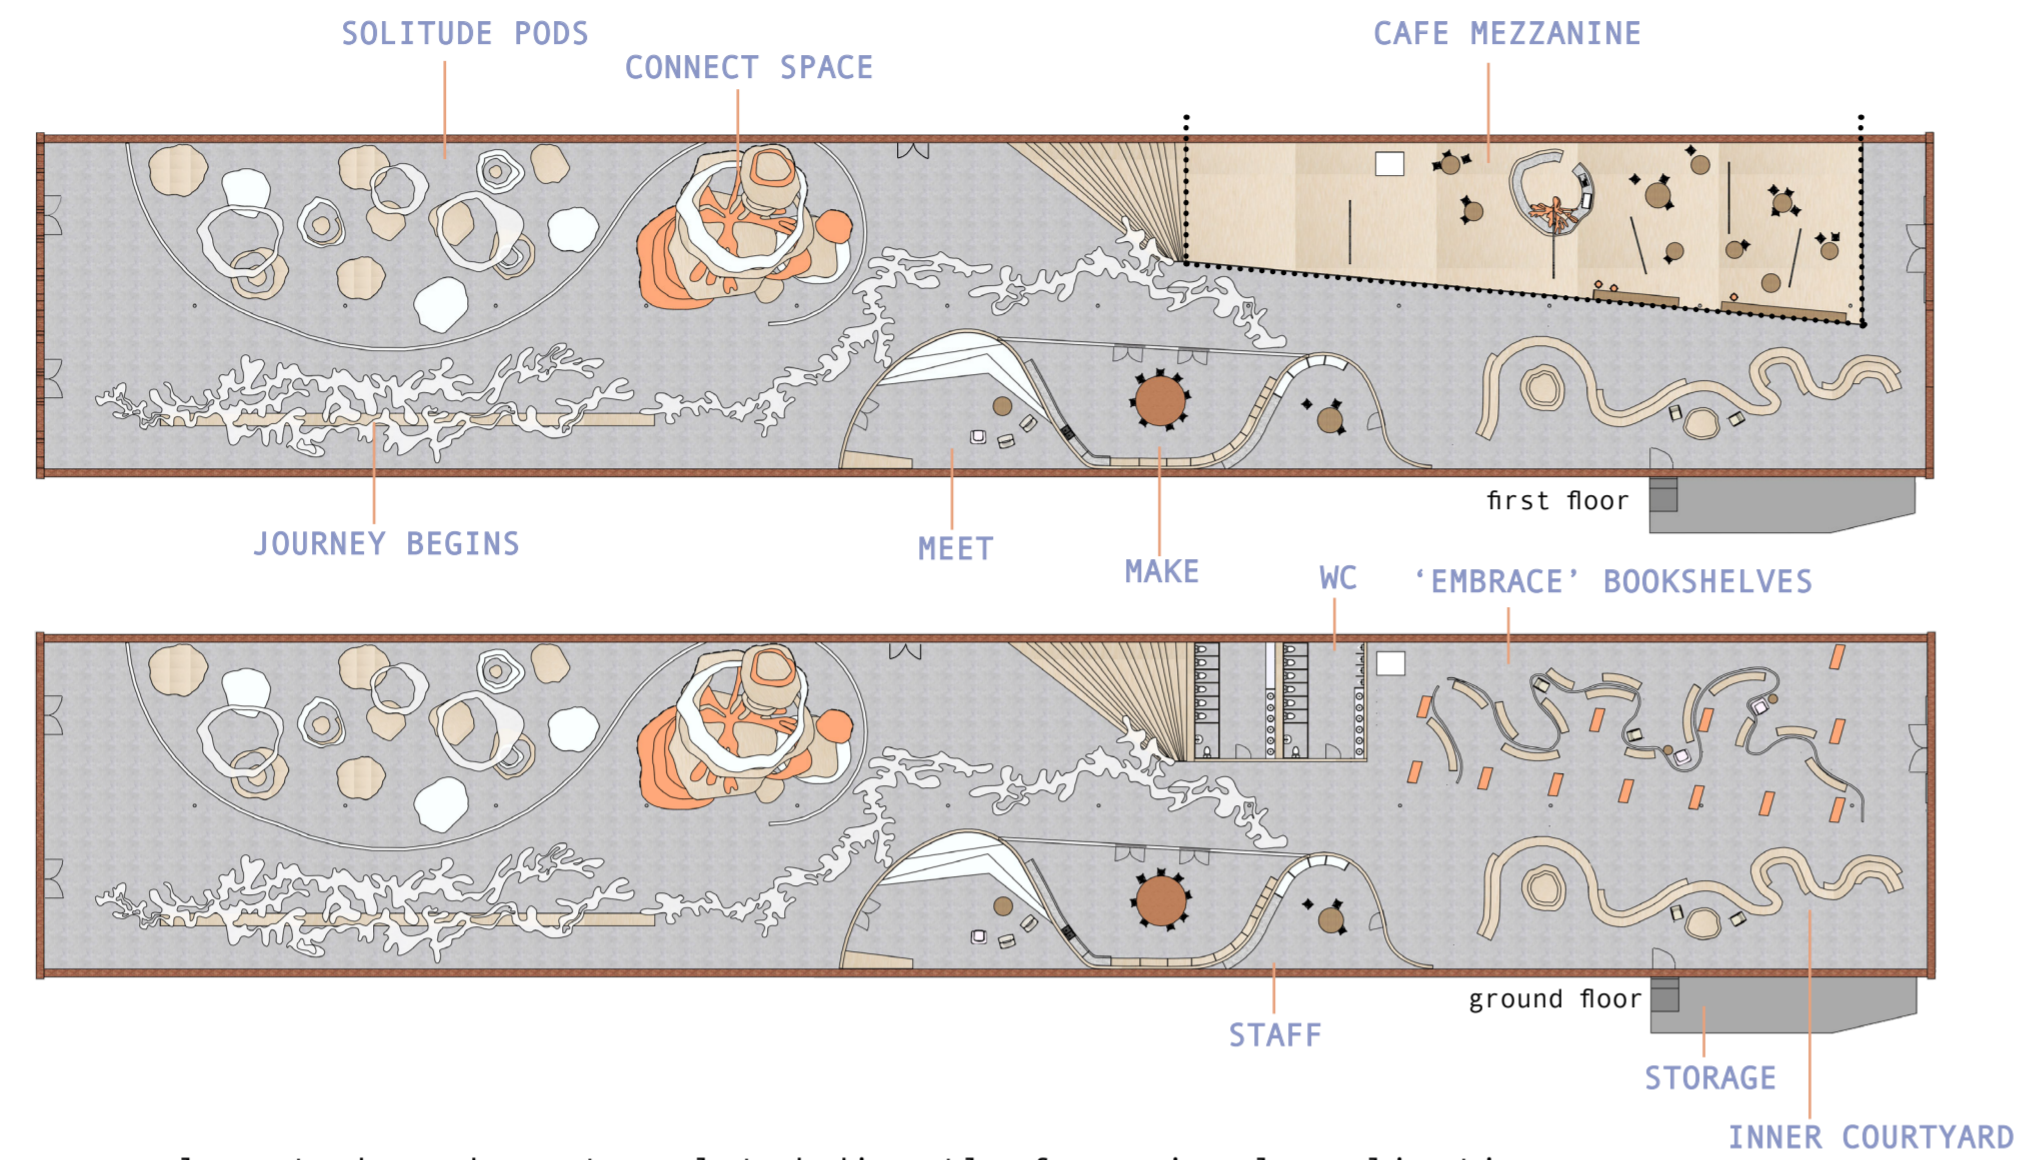 SOLITUDE PODS
CONNECT SPACE
CAFE MEZZANINE
first floor
JOURNEY BEGINS
MEET
MAKE
WC
‘EMBRACE’ BOOKSHELVES
ground floor
STAFF
STORAGE
INNER COURTYARD